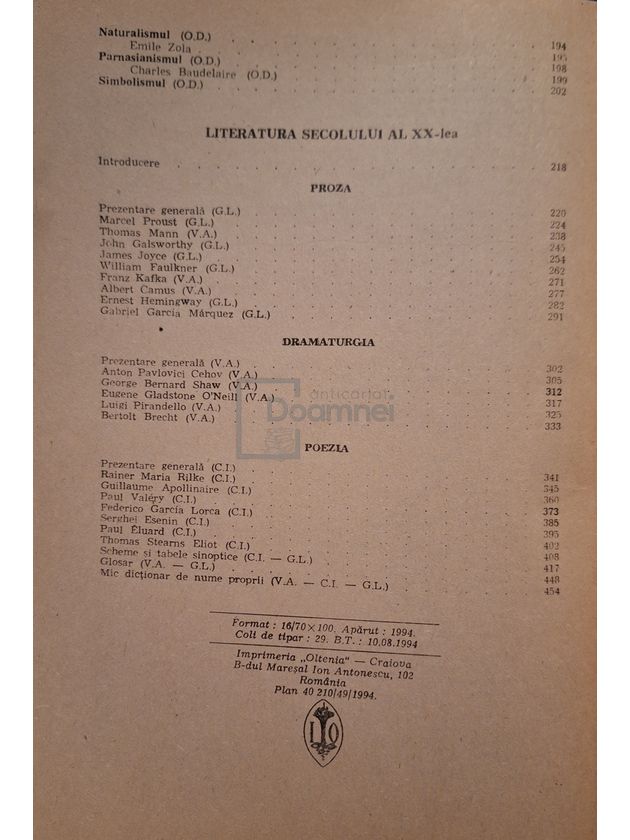 Naturalismul (O.D.) . . . 194
Emile Zola . . . 195
Parnasianismul (O.D.) . . . 198
Charles Baudelaire (O.D.) . . . 199
Simbolismul (O.D.) . . . 202
LITERATURA SECOLULUI AL XX-lea
Introducere . . . 218
PROZA
Prezentare generală (G.L.) . . . 220
Marcel Proust (G.L.) . . . 224
Thomas Mann (V.A.) . . . 238
John Galsworthy (G.L.) . . . 245
James Joyce (G.L.) . . . 254
William Faulkner (G.L.) . . . 262
Franz Kafka (V.A.) . . . 271
Albert Camus (V.A.) . . . 277
Ernest Hemingway (G.L.) . . . 282
Gabriel García Márquez (G.L.) . . . 291
DRAMATURGIA
Prezentare generală (V.A.) . . . 302
Anton Pavlovici Cehov (V.A.) . . . 305
George Bernard Shaw (V.A.) . . . 312
Eugene Gladstone O'Neill (V.A.) . . . 317
Luigi Pirandello (V.A.) . . . 325
Bertolt Brecht (V.A.) . . . 333
anticariat
Doamnei
POEZIA
Prezentare generală (C.I.) . . . 341
Rainer Maria Rilke (C.I.) . . . 345
Guillaume Apollinaire (C.I.) . . . 360
Paul Valéry (C.I.) . . . 373
Federico García Lorca (C.I.) . . . 385
Serghei Esenin (C.I.) . . . 395
Paul Éluard (C.I.) . . . 402
Thomas Stearns Eliot (C.I.) . . . 408
Scheme si tabele sinoptice (C.I. — G.L.) . . . 417
Glosar (V.A. — G.L.) . . . 448
Mic dicționar de nume proprii (V.A. — C.I. — G.L.) . . . 454
Format : 16/70×100. Apărut : 1994.
Coli de tipar : 29. B.T. : 10.08.1994
Imprimeria „Oltenia" — Craiova
B-dul Mareșal Ion Antonescu, 102
România
Plan 40 210/49/1994.
I O